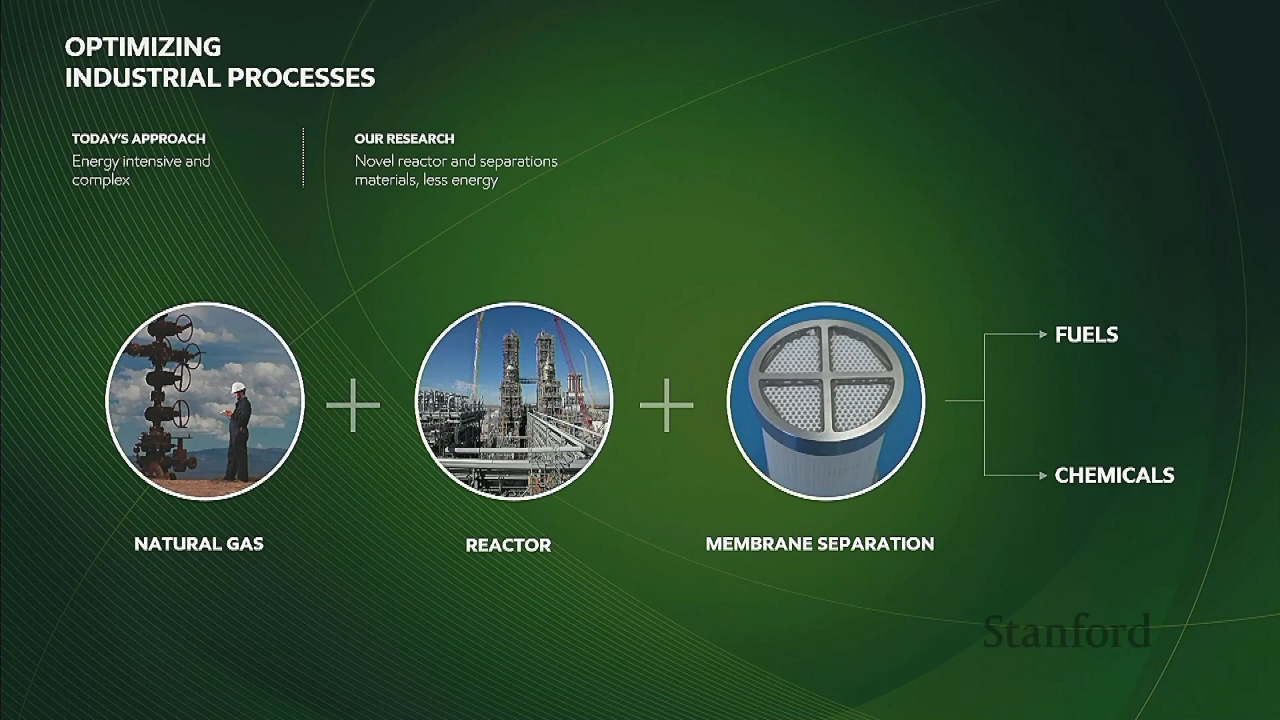 OPTIMIZING
INDUSTRIAL PROCESSES
TODAY'S APPROACH
Energy intensive and
complex
OUR RESEARCH
Novel reactor and separations
materials, less energy
FUELS
CHEMICALS
NATURAL GAS
REACTOR
MEMBRANE SEPARATION
Stanford